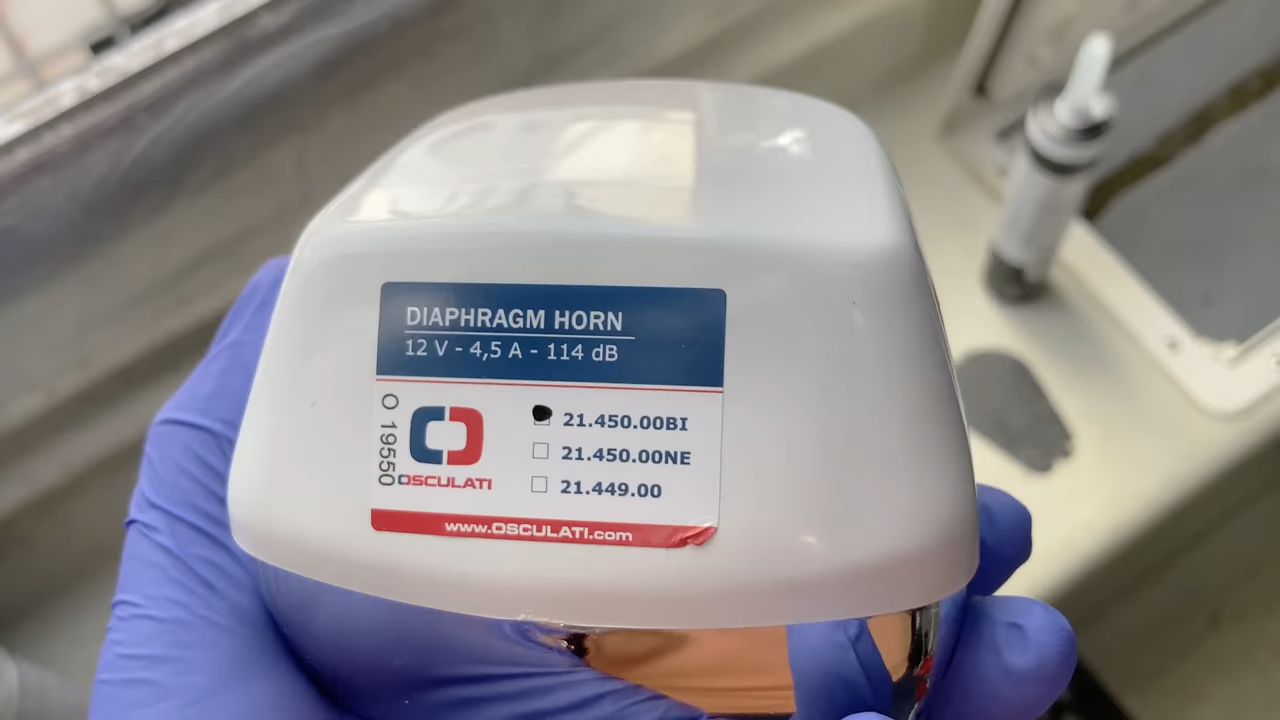 DIAPHRAGM HORN
12 V - 4,5 A - 114 dB
O 19550
OSCULATI
21.450.00BI
21.450.00NE
21.449.00
www.OSCULATI.com